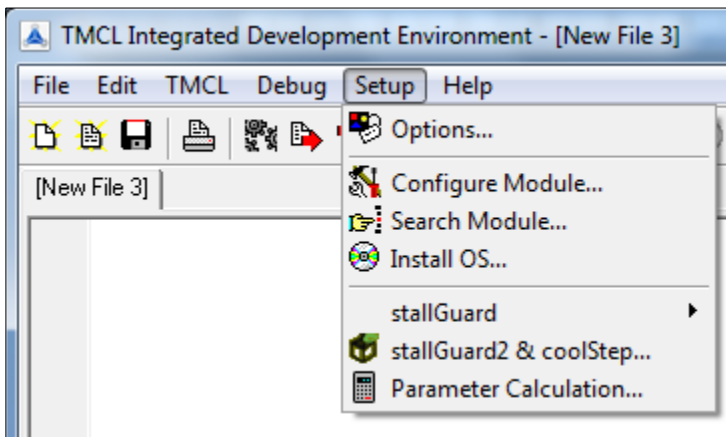 TMCL Integrated Development Environment - [New File 3]
File Edit TMCL Debug Setup Help
Options...
[New File 3]
Configure Module...
Search Module...
Install OS...
stallGuard
stallGuard2 & coolStep...
Parameter Calculation...